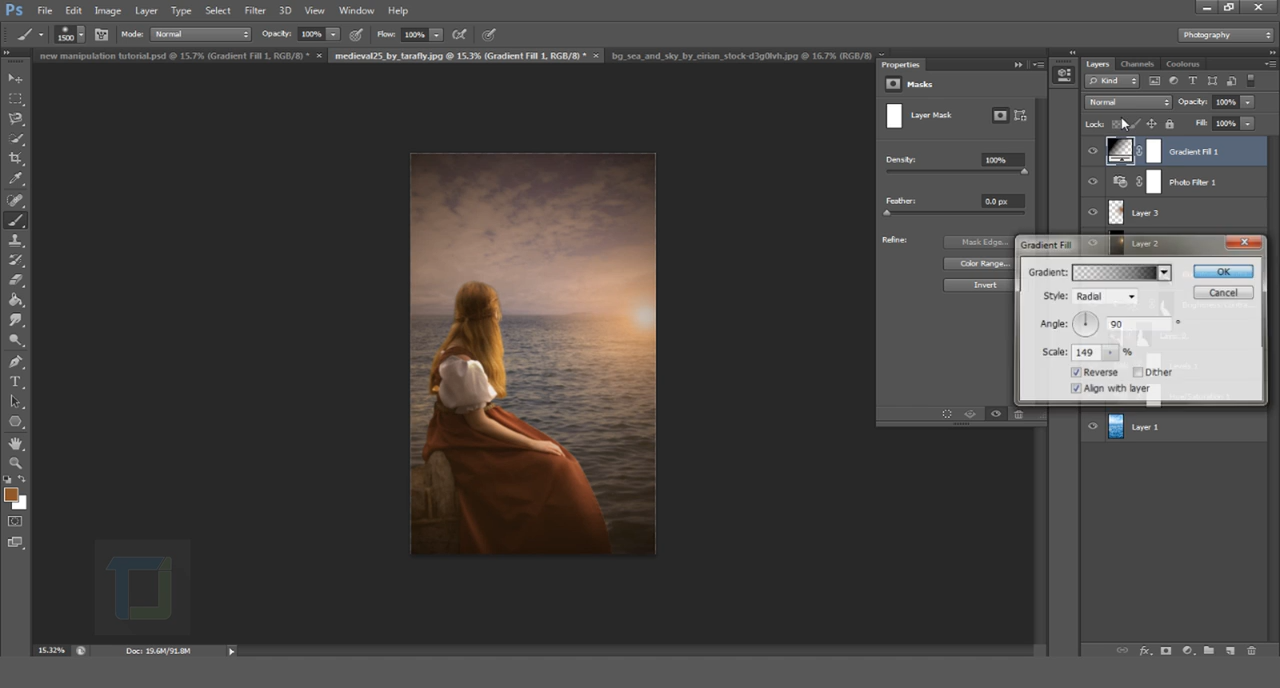 Ps File Edit Image Layer Type Select Filter 3D View Window Help
1500 Mode: Normal Opacity: 100% Flow: 100% Photography
new manipulation tutorial.psd @ 15.7% (Gradient Fill 1, RGB/8) * × medieval25_by_tarafly.jpg @ 15.3% (Gradient Fill 1, RGB/8) * × bg_sea_and_sky_by_eirian_stock-d3g0lvh.jpg @ 16.7% (RGB/8)
Properties
Masks
Layer Mask
Density: 100%
Feather: 0.0 px
Refine: Mask Edge...
Color Range...
Invert
Layers Channels Coolorus
Kind
Normal Opacity: 100%
Lock: Fill: 100%
Gradient Fill 1
Photo Filter 1
Layer 3
Layer 2
Gradient Fill
Gradient: OK
Style: Radial Cancel
Angle: 90 °
Scale: 149 %
Reverse Dither
Align with layer
Layer 1
15.32% Doc: 19.6M/91.8M